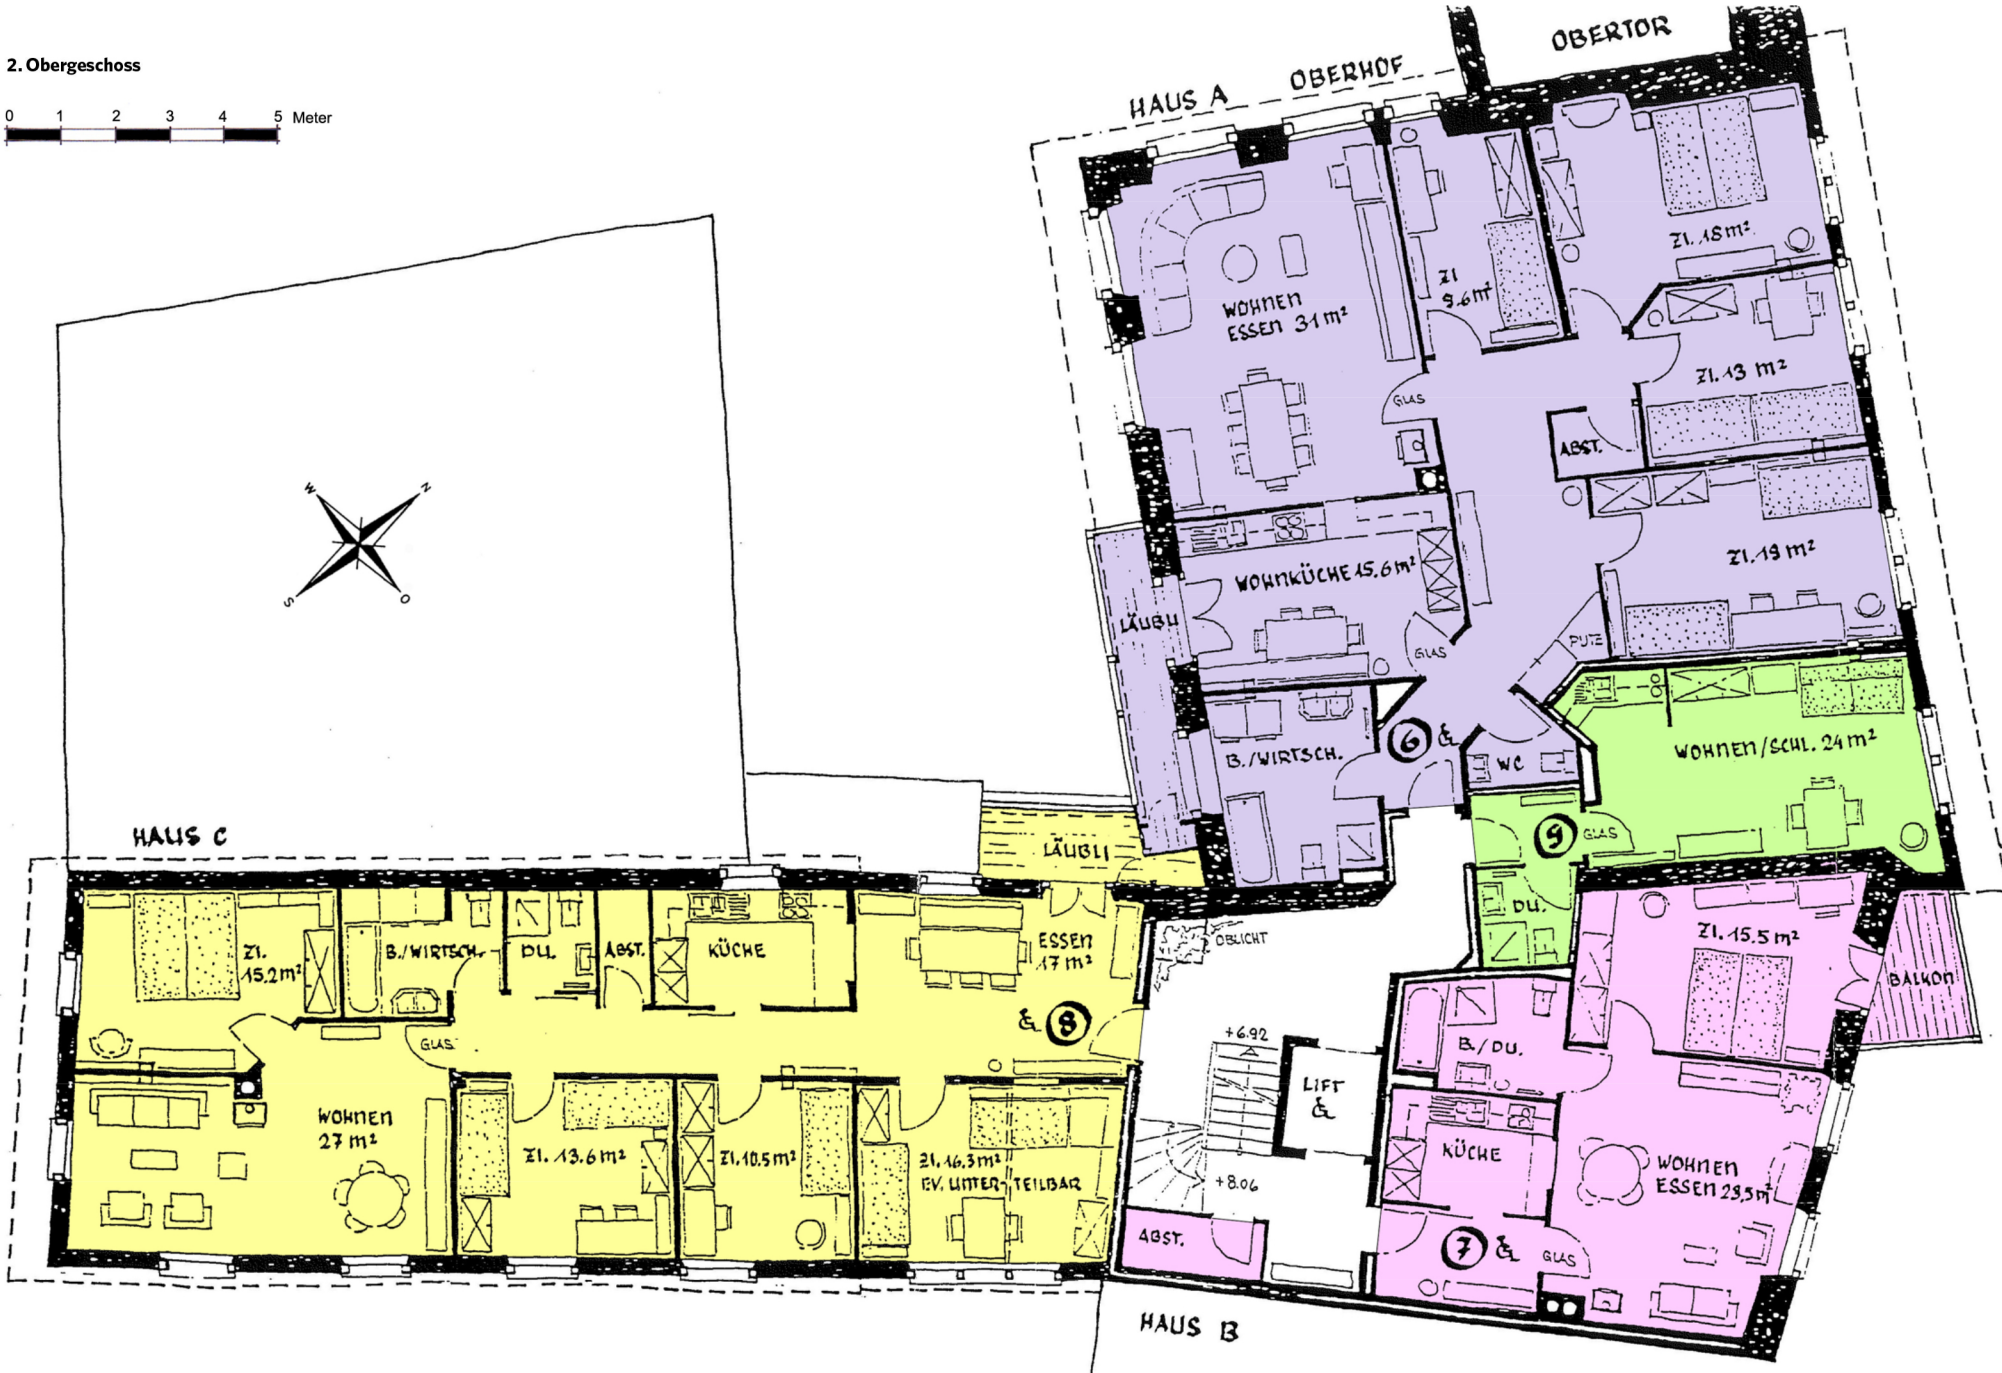 2. Obergeschoss
0 1 2 3 4 5 Meter
OBERTOR
OBERHOF
HAUS A
ZI. 18 m²
ZI
9.6 m²
WOHNEN
ESSEN 31 m²
ZI. 13 m²
GLAS
ABST.
W
N
S
O
ZI. 19 m²
WOHNKÜCHE 15.6 m²
LÄUBLI
GLAS
PUTZ
6
B./WIRTSCH.
WC
WOHNEN/SCHL. 24 m²
9
GLAS
DU.
HAUS C
LÄUBLI
ZI.
15.2 m²
B./WIRTSCH.
DU.
ABST.
KÜCHE
ESSEN
17 m²
OBLICHT
ZI. 15.5 m²
BALKON
8
GLAS
+6.92
B./DU.
LIFT
WOHNEN
27 m²
ZI. 13.6 m²
ZI. 10.5 m²
ZI. 16.3 m²
EV. UNTER-TEILBAR
+8.06
KÜCHE
WOHNEN
ESSEN 29,5 m²
ABST.
7
GLAS
HAUS B